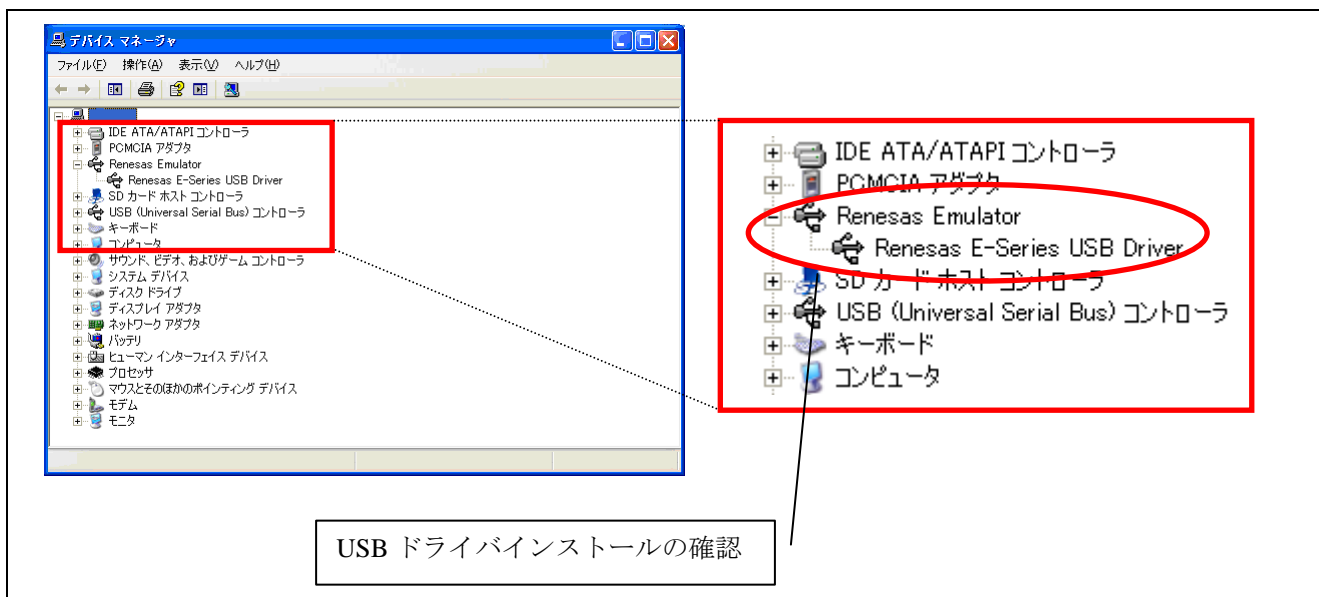 デバイス マネージャ
ファイル(F) 操作(A) 表示(V) ヘルプ(H)
IDE ATA/ATAPI コントローラ
PCMCIA アダプタ
Renesas Emulator
Renesas E-Series USB Driver
SD カード ホスト コントローラ
USB (Universal Serial Bus) コントローラ
キーボード
コンピュータ
サウンド、ビデオ、およびゲーム コントローラ
システム デバイス
ディスク ドライブ
ディスプレイ アダプタ
ネットワーク アダプタ
バッテリ
ヒューマン インターフェイス デバイス
プロセッサ
マウスとそのほかのポインティング デバイス
モデム
モニタ
IDE ATA/ATAPI コントローラ
PCMCIA アダプタ
Renesas Emulator
Renesas E-Series USB Driver
SD カード ホスト コントローラ
USB (Universal Serial Bus) コントローラ
キーボード
コンピュータ
USB ドライバインストールの確認